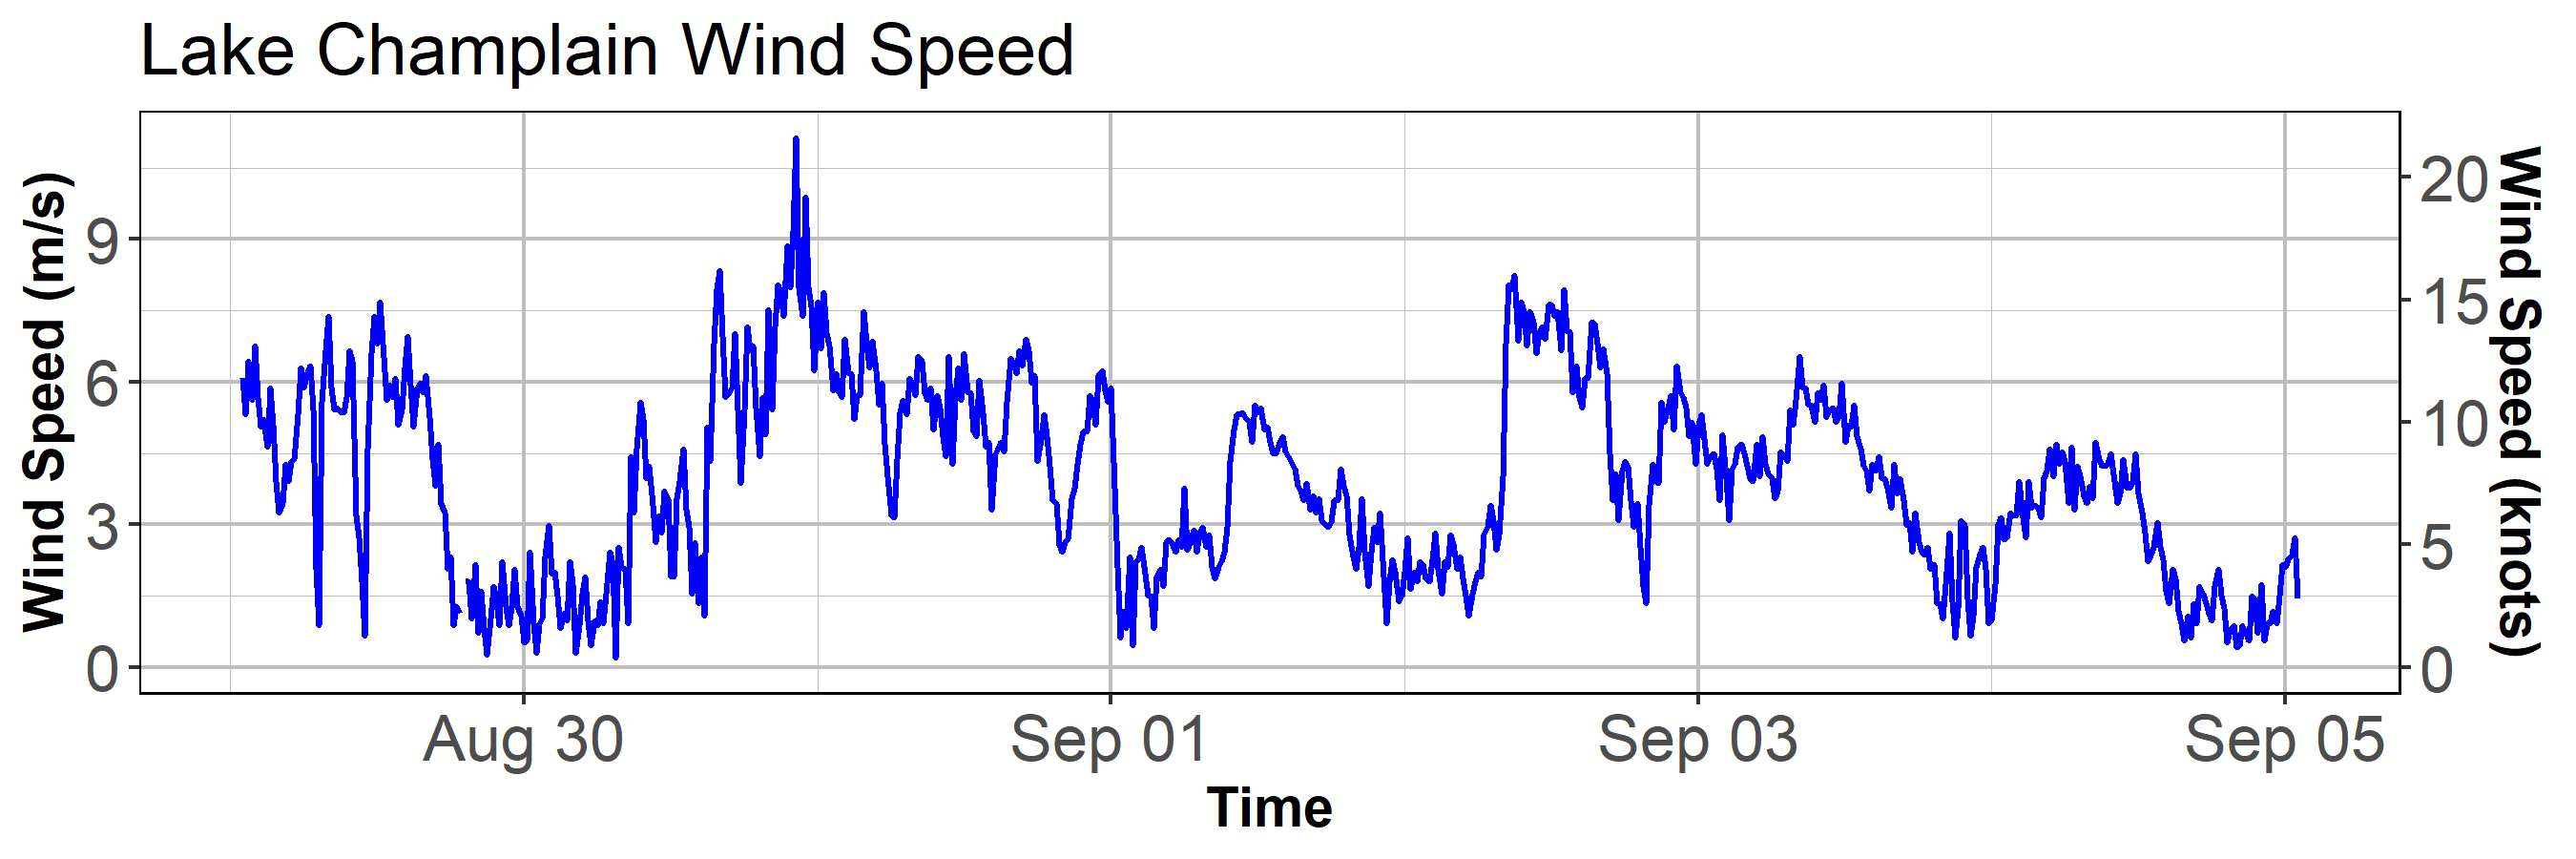 Lake Champlain Wind Speed
Wind Speed (m/s)
9
6
3
0
20
15
10
5
0
Wind Speed (knots)
Aug 30
Sep 01
Sep 03
Sep 05
Time